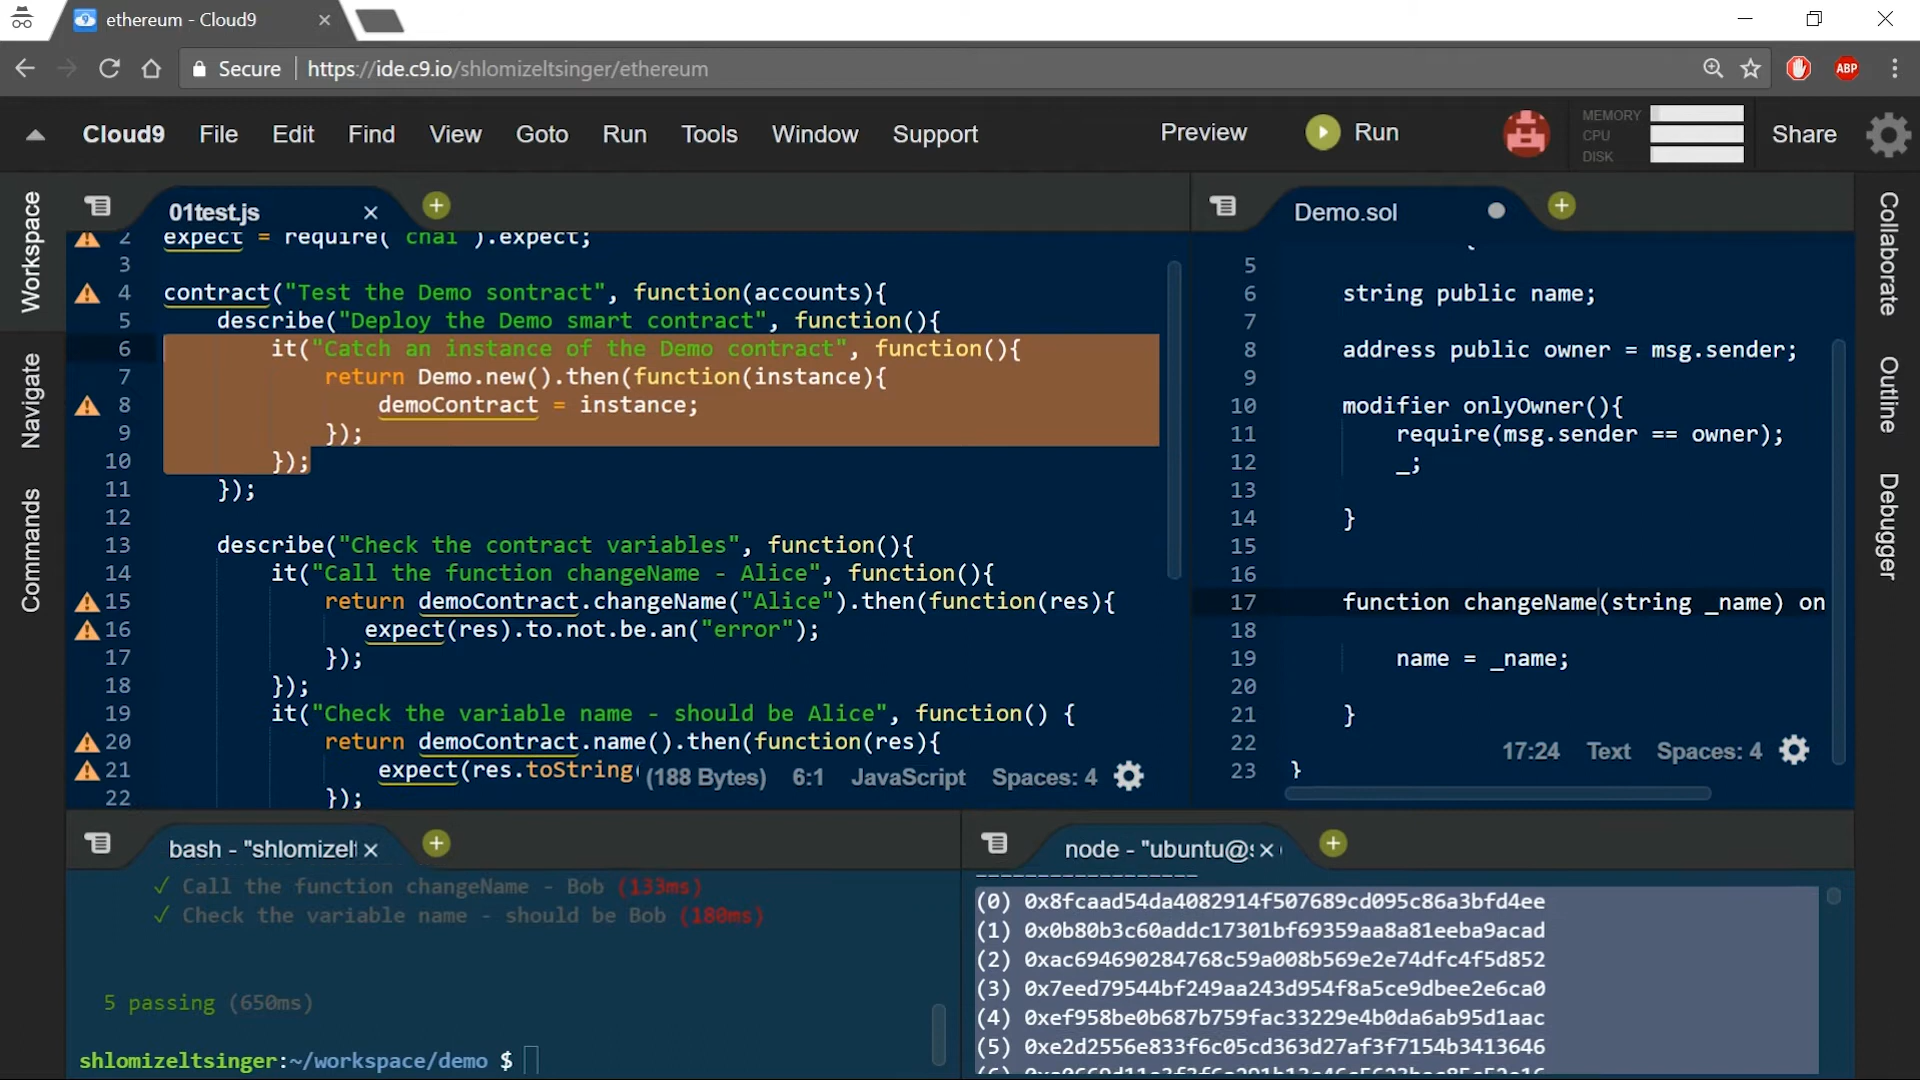 ethereum - Cloud9
Secure https://ide.c9.io/shlomizeltsinger/ethereum
ABP
Cloud9 File Edit Find View Goto Run Tools Window Support Preview Run
MEMORY
CPU
DISK
Share
Workspace
Navigate
Commands
01test.js
2 expect = require( chai ).expect;
3
4 contract("Test the Demo sontract", function(accounts){
5 describe("Deploy the Demo smart contract", function(){
6 it("Catch an instance of the Demo contract", function(){
7 return Demo.new().then(function(instance){
8 demoContract = instance;
9 });
10 });
11 });
12
13 describe("Check the contract variables", function(){
14 it("Call the function changeName - Alice", function(){
15 return demoContract.changeName("Alice").then(function(res){
16 expect(res).to.not.be.an("error");
17 });
18 });
19 it("Check the variable name - should be Alice", function() {
20 return demoContract.name().then(function(res){
21 expect(res.toString(
22 });
(188 Bytes) 6:1 JavaScript Spaces: 4
Demo.sol
5
6 string public name;
7
8 address public owner = msg.sender;
9
10 modifier onlyOwner(){
11 require(msg.sender == owner);
12 _;
13
14 }
15
16
17 function changeName(string _name) on
18
19 name = _name;
20
21 }
22
23 }
17:24 Text Spaces: 4
Collaborate
Outline
Debugger
bash - "shlomizelt
✓ Call the function changeName - Bob (133ms)
✓ Check the variable name - should be Bob (180ms)
5 passing (650ms)
shlomizeltsinger:~/workspace/demo $
node - "ubuntu@s
------------------
(0) 0x8fcaad54da4082914f507689cd095c86a3bfd4ee
(1) 0x0b80b3c60addc17301bf69359aa8a81eeba9acad
(2) 0xac694690284768c59a008b569e2e74dfc4f5d852
(3) 0x7eed79544bf249aa243d954f8a5ce9dbee2e6ca0
(4) 0xef958be0b687b759fac33229e4b0da6ab95d1aac
(5) 0xe2d2556e833f6c05cd363d27af3f7154b3413646